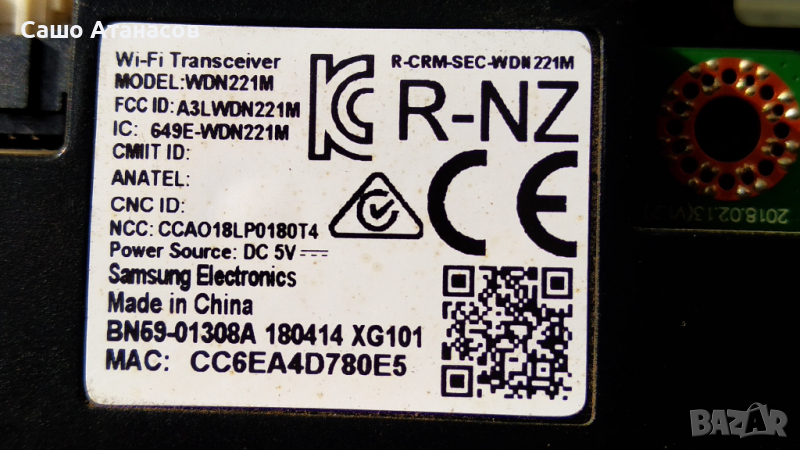 Сашо Атанасов
Wi-Fi Transceiver
MODEL:WDN221M
FCC ID: A3LWDN221M
IC: 649E-WDN221M
CMIIT ID:
ANATEL:
CNC ID:
NCC: CCAO18LP0180T4
Power Source: DC 5V
Samsung Electronics
Made in China
BN59-01308A 180414 XG101
MAC: CC6EA4D780E5
R-CRM-SEC-WDN221M
R-NZ
CE
2018.02.13(V1.
BAZAR